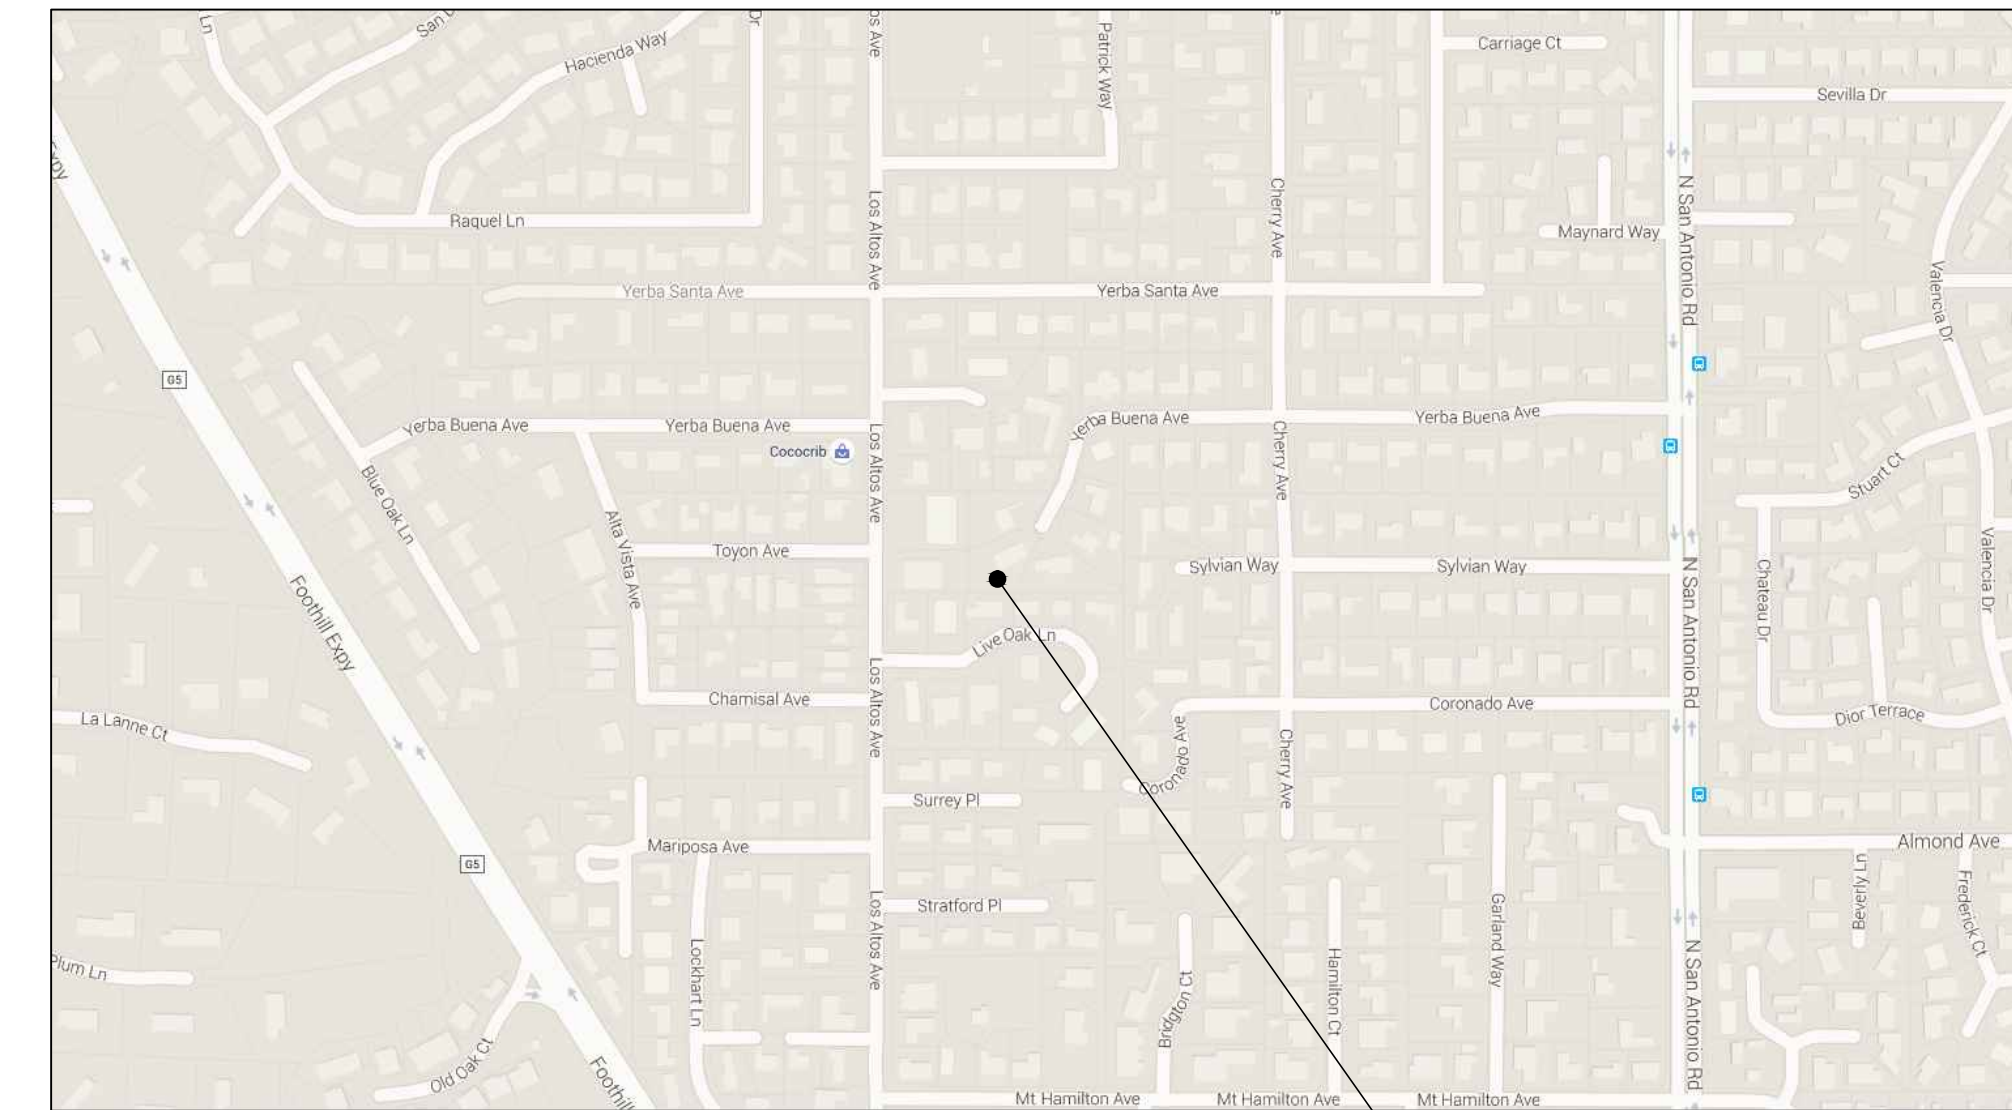 Ln
Dr
Patrick Way
Carriage Ct
Hacienda Way
Sevilla Dr
Raquel Ln
Los Altos Ave
Cherry Ave
N San Antonio Rd
Maynard Way
Valencia Dr
Yerba Santa Ave
Yerba Santa Ave
G5
Yerba Buena Ave
Yerba Buena Ave
Yerba Buena Ave
Yerba Buena Ave
Cococrib
Los Altos Ave
Cherry Ave
Blue Oak Ln
Stuart Ct
Alta Vista Ave
Toyon Ave
Sylvian Way
Sylvian Way
N San Antonio Rd
Chateau Dr
Valencia Dr
Foothill Expy
Live Oak Ln
Los Altos Ave
Chamisal Ave
Coronado Ave
Coronado Ave
Cherry Ave
Dior Terrace
La Lanne Ct
Surrey Pl
Mariposa Ave
Almond Ave
G5
Beverly Ln
Frederick Ct
Stratford Pl
Los Altos Ave
Garland Way
Lockhart Ln
Hamilton Ct
Bridgton Ct
N San Antonio Rd
Plum Ln
Old Oak Ct
Mt Hamilton Ave
Mt Hamilton Ave
Mt Hamilton Ave